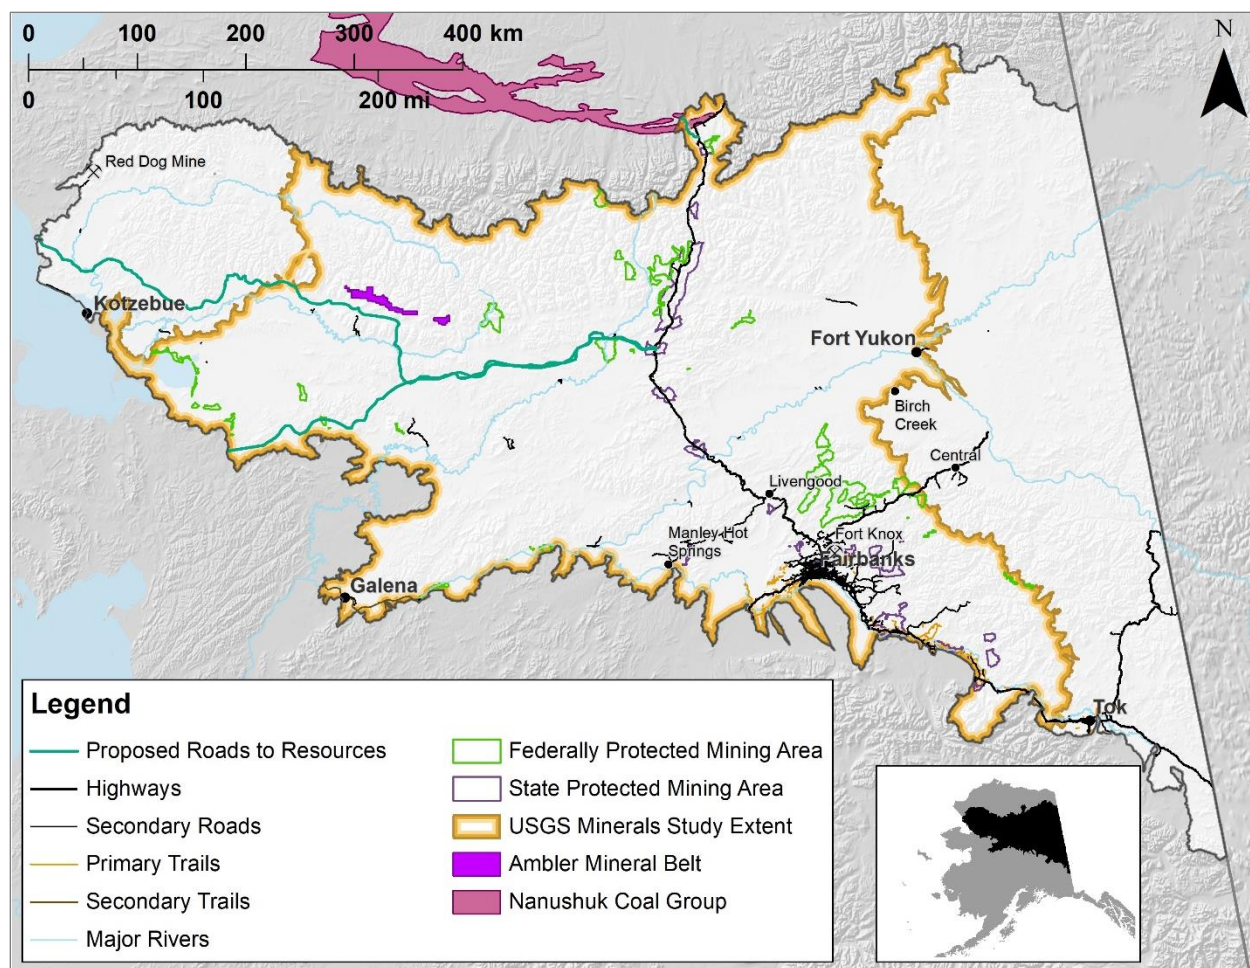 0 100 200 300 400 km
0 100 200 mi
N
Red Dog Mine
Kotzebue
Fort Yukon
Birch
Creek
Central
Livengood
Manley Hot
Springs
Fort Knox
Fairbanks
Galena
Tok
Legend
Proposed Roads to Resources
Highways
Secondary Roads
Primary Trails
Secondary Trails
Major Rivers
Federally Protected Mining Area
State Protected Mining Area
USGS Minerals Study Extent
Ambler Mineral Belt
Nanushuk Coal Group